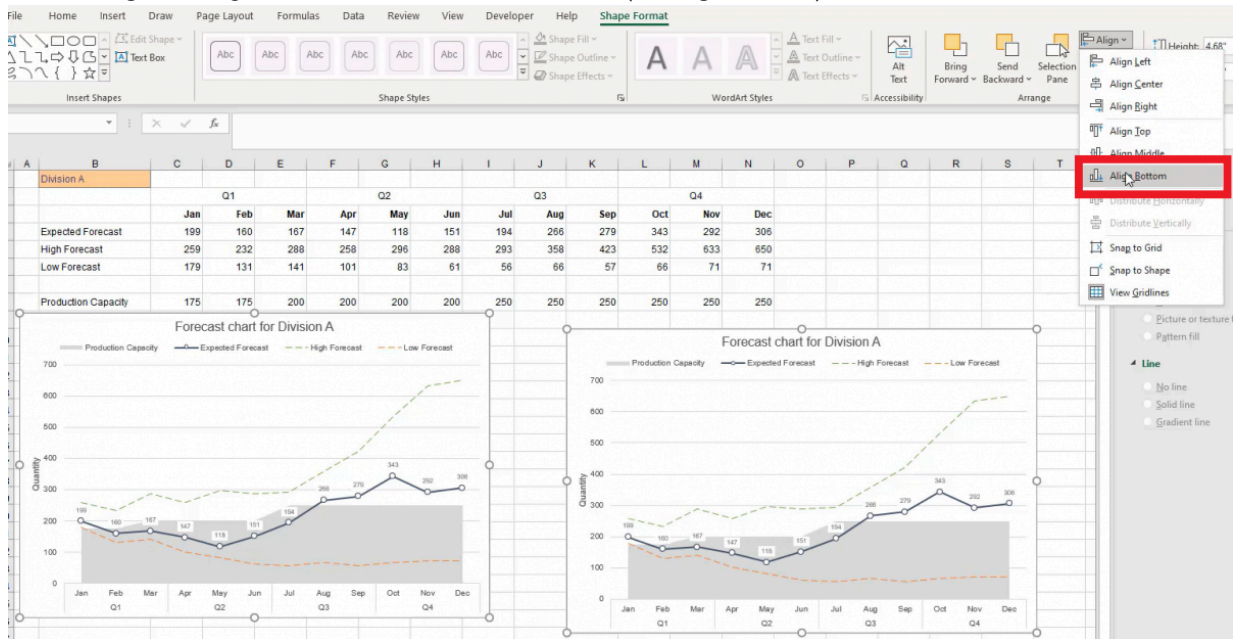 File Home Insert Draw Page Layout Formulas Data Review View Developer Help Shape Format
Edit Shape
Text Box
Insert Shapes
Abc Abc Abc Abc Abc Abc Abc
Shape Fill
Shape Outline
Shape Effects
Shape Styles
A A A
Text Fill
Text Outline
Text Effects
WordArt Styles
Alt Text
Accessibility
Bring Forward
Send Backward
Selection Pane
Arrange
Align
Height: 4.68"
Align Left
Align Center
Align Right
Align Top
Align Middle
Align Bottom
Distribute Horizontally
Distribute Vertically
Snap to Grid
Snap to Shape
View Gridlines
fx
A B C D E F G H I J K L M N O P Q R S T
Division A
Q1 Q2 Q3 Q4
Jan Feb Mar Apr May Jun Jul Aug Sep Oct Nov Dec
Expected Forecast 199 160 167 147 118 151 194 266 279 343 292 306
High Forecast 259 232 288 258 296 288 293 358 423 532 633 650
Low Forecast 179 131 141 101 83 61 56 66 57 66 71 71
Production Capacity 175 175 200 200 200 200 250 250 250 250 250 250
Forecast chart for Division A
Production Capacity Expected Forecast High Forecast Low Forecast
700
600
500
400
300
200
100
0
Quantity
199 160 167 147 118 151 194 266 279 343 292 306
Jan Feb Mar Apr May Jun Jul Aug Sep Oct Nov Dec
Q1 Q2 Q3 Q4
Forecast chart for Division A
Production Capacity Expected Forecast High Forecast Low Forecast
700
600
500
400
300
200
100
0
Quantity
199 160 167 147 118 151 194 266 279 343 292 306
Jan Feb Mar Apr May Jun Jul Aug Sep Oct Nov Dec
Q1 Q2 Q3 Q4
Picture or texture
Pattern fill
Line
No line
Solid line
Gradient line